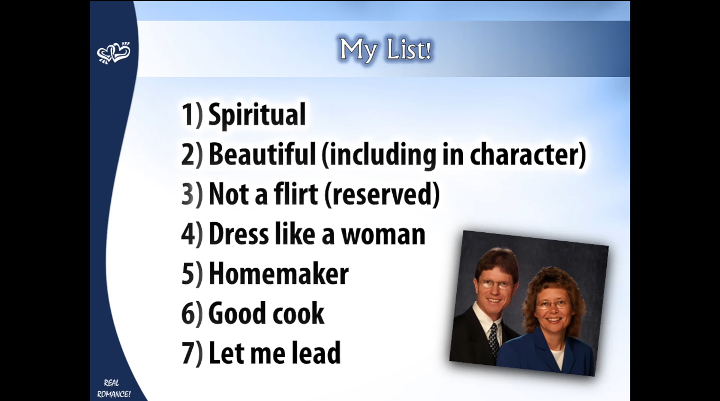 My List!
1) Spiritual
2) Beautiful (including in character)
3) Not a flirt (reserved)
4) Dress like a woman
5) Homemaker
6) Good cook
7) Let me lead
REAL
ROMANCE!